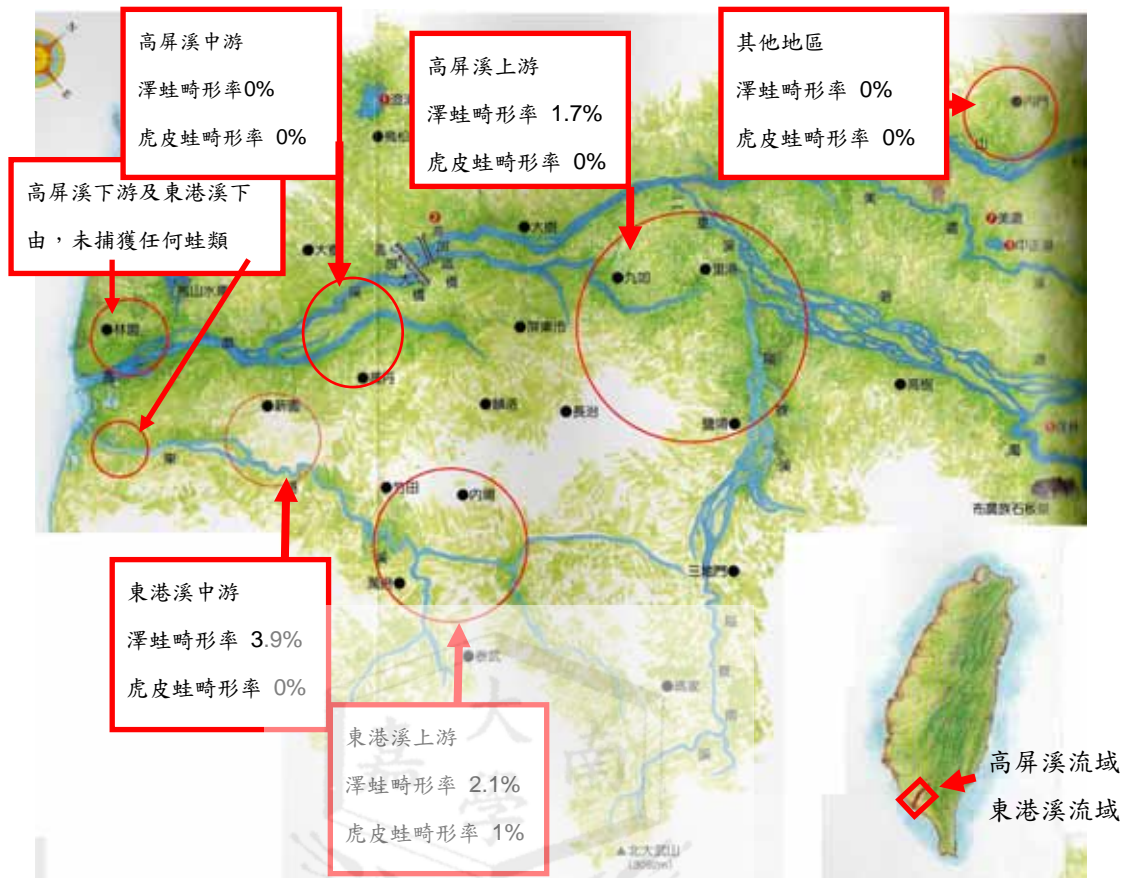 高屏溪中游
澤蛙畸形率0%
虎皮蛙畸形率 0%
高屏溪上游
澤蛙畸形率 1.7%
虎皮蛙畸形率 0%
其他地區
澤蛙畸形率 0%
虎皮蛙畸形率 0%
高屏溪下游及東港溪下
由，未捕獲任何蛙類
東港溪中游
澤蛙畸形率 3.9%
虎皮蛙畸形率 0%
東港溪上游
澤蛙畸形率 2.1%
虎皮蛙畸形率 1%
高屏溪流域
東港溪流域
內門
美濃
中正湖
大樹
九如
里港
林園
屏東市
新園
麟洛
長治
鹽埔
高樹
竹田
內埔
萬丹
三地門
泰武
瑪家
北大武山